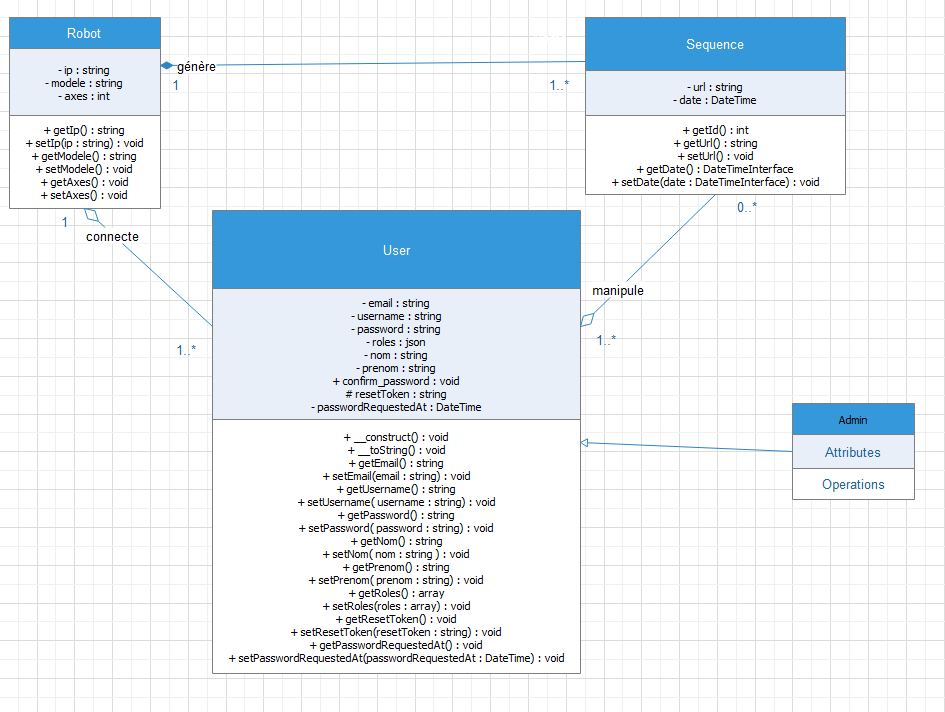 Robot
- ip : string
- modele : string
- axes : int
+ getIp() : string
+ setIp(ip : string) : void
+ getModele() : string
+ setModele() : void
+ getAxes() : void
+ setAxes() : void
génère
1
1..*
Sequence
- url : string
- date : DateTime
+ getId() : int
+ getUrl() : string
+ setUrl() : void
+ getDate() : DateTimeInterface
+ setDate(date : DateTimeInterface) : void
1
connecte
1..*
0..*
manipule
1..*
User
- email : string
- username : string
- password : string
- roles : json
- nom : string
- prenom : string
+ confirm_password : void
# resetToken : string
- passwordRequestedAt : DateTime
+ __construct() : void
+ __toString() : void
+ getEmail() : string
+ setEmail(email : string) : void
+ getUsername() : string
+ setUsername( username : string) : void
+ getPassword() : string
+ setPassword( password : string) : void
+ getNom() : string
+ setNom( nom : string ) : void
+ getPrenom() : string
+ setPrenom( prenom : string) : void
+ getRoles() : array
+ setRoles(roles : array) : void
+ getResetToken() : void
+ setResetToken(resetToken : string) : void
+ getPasswordRequestedAt() : void
+ setPasswordRequestedAt(passwordRequestedAt : DateTime) : void
Admin
Attributes
Operations